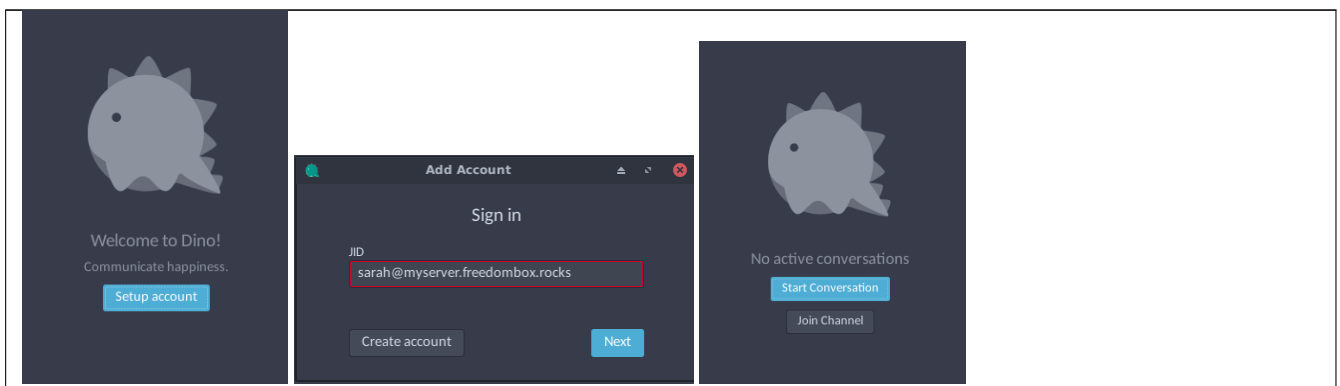 Welcome to Dino!
Communicate happiness.
Setup account
Add Account
Sign in
JID
sarah@myserver.freedombox.rocks
Create account
Next
No active conversations
Start Conversation
Join Channel